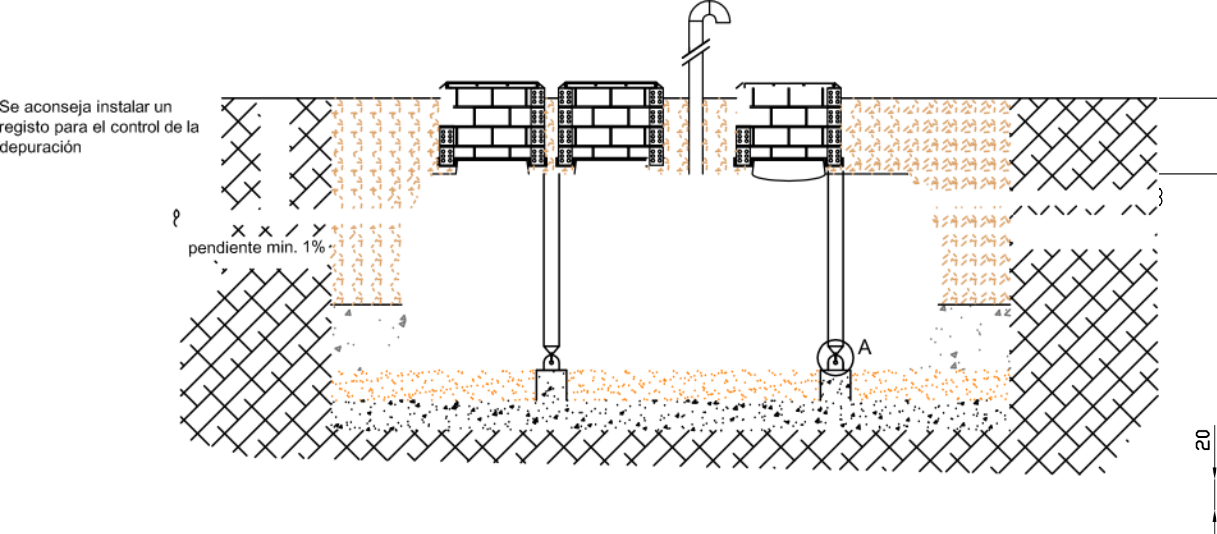 Se aconseja instalar un
registo para el control de la
depuración
pendiente min. 1%
A
20